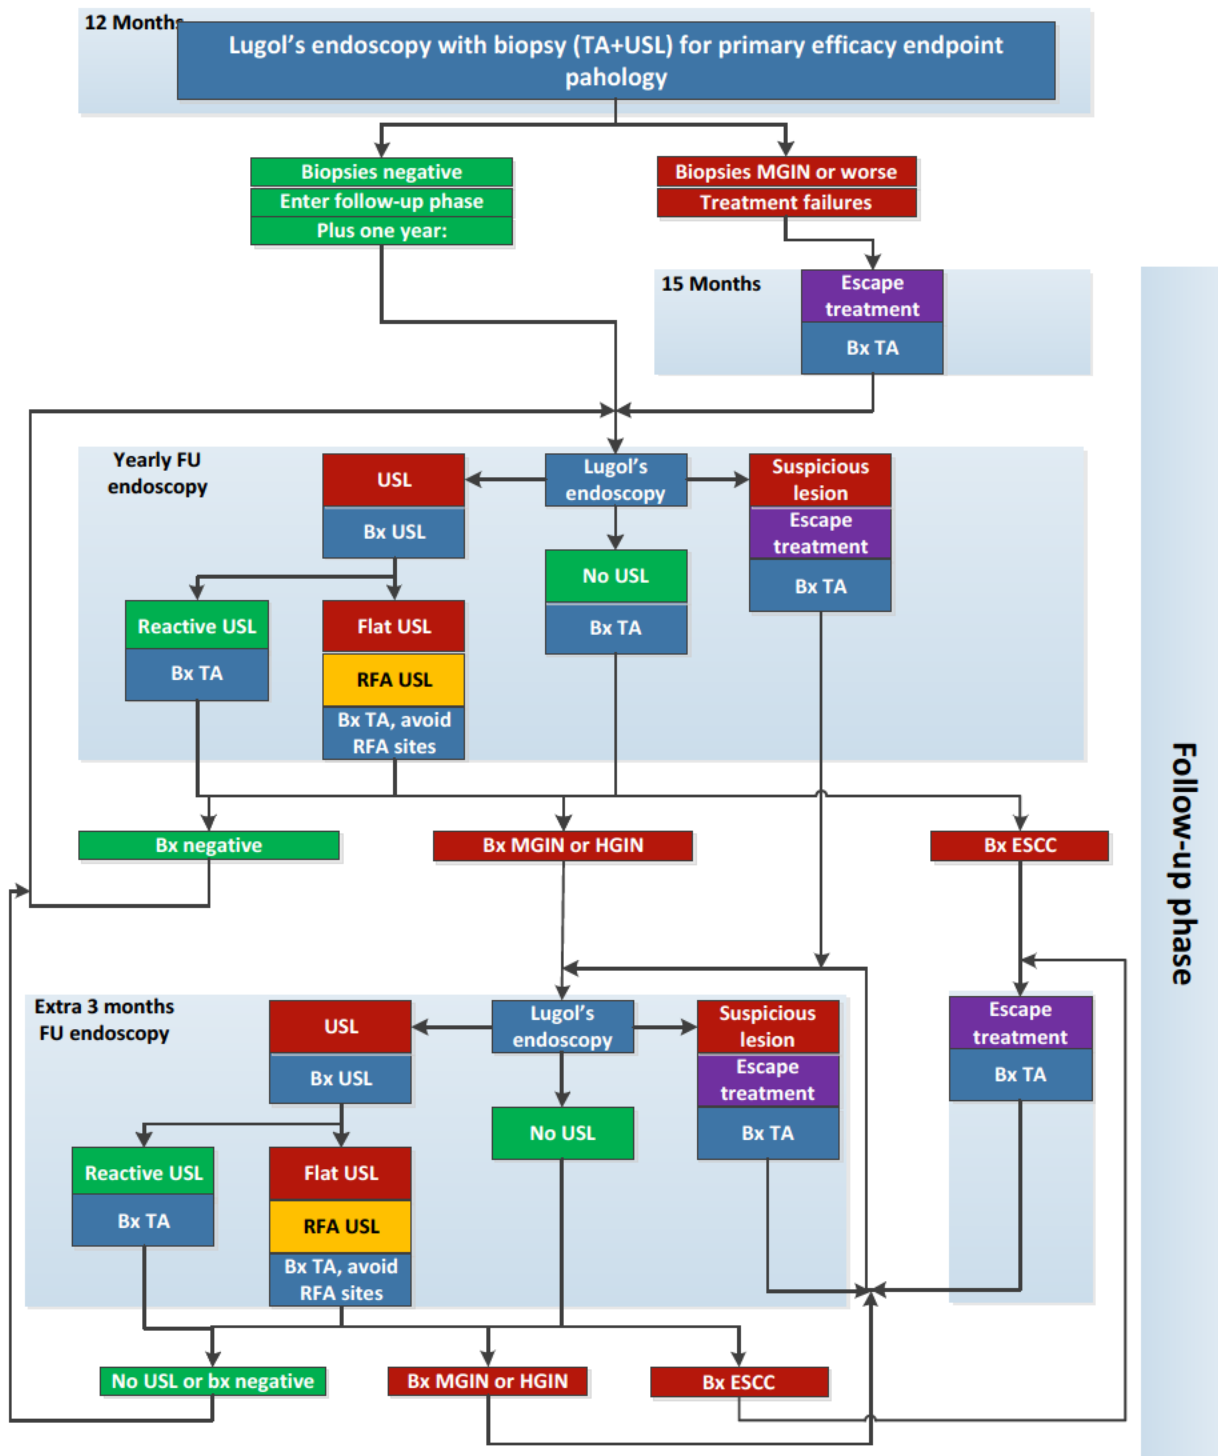 12 Months
Lugol's endoscopy with biopsy (TA+USL) for primary efficacy endpoint
pahology
Biopsies negative
Enter follow-up phase
Plus one year:
Biopsies MGIN or worse
Treatment failures
15 Months
Escape
treatment
Bx TA
Yearly FU
endoscopy
USL
Bx USL
Lugol's
endoscopy
Suspicious
lesion
Escape
treatment
Bx TA
No USL
Bx TA
Reactive USL
Bx TA
Flat USL
RFA USL
Bx TA, avoid
RFA sites
Bx negative
Bx MGIN or HGIN
Bx ESCC
Follow-up phase
Extra 3 months
FU endoscopy
USL
Bx USL
Lugol's
endoscopy
Suspicious
lesion
Escape
treatment
Bx TA
Escape
treatment
Bx TA
No USL
Reactive USL
Bx TA
Flat USL
RFA USL
Bx TA, avoid
RFA sites
No USL or bx negative
Bx MGIN or HGIN
Bx ESCC